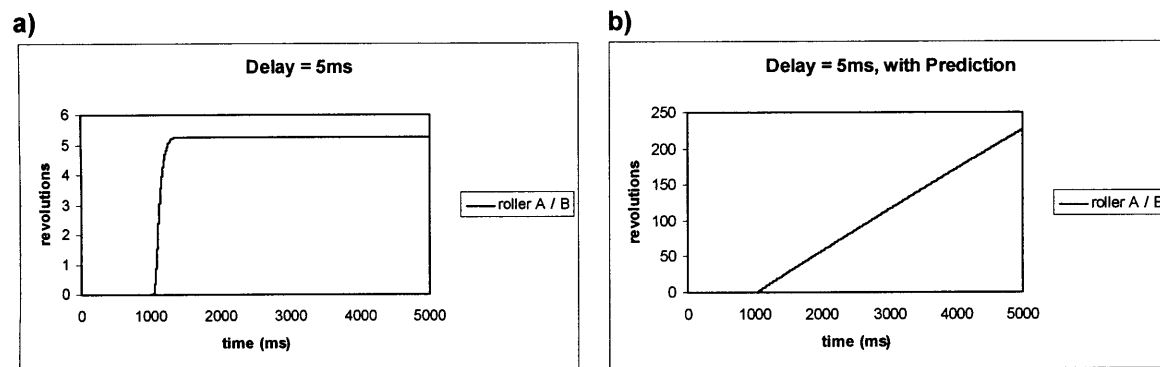 a)
Delay = 5ms
6
5
4
3
2
1
0
revolutions
0 1000 2000 3000 4000 5000
time (ms)
roller A / B
b)
Delay = 5ms, with Prediction
250
200
150
100
50
0
revolutions
0 1000 2000 3000 4000 5000
time (ms)
roller A / B